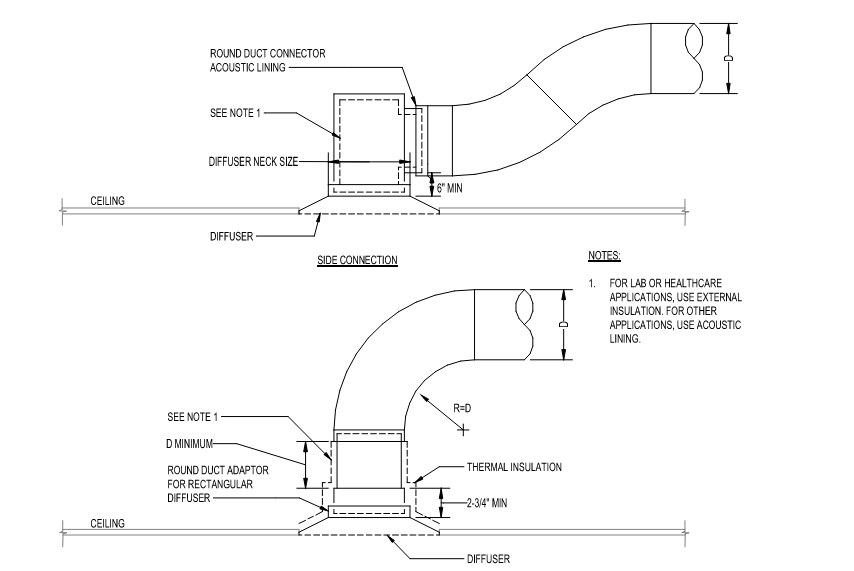 ROUND DUCT CONNECTOR
ACOUSTIC LINING
D
SEE NOTE 1
DIFFUSER NECK SIZE
6" MIN
CEILING
DIFFUSER
SIDE CONNECTION
NOTES:
1. FOR LAB OR HEALTHCARE
APPLICATIONS, USE EXTERNAL
INSULATION. FOR OTHER
APPLICATIONS, USE ACOUSTIC
LINING.
D
R=D
SEE NOTE 1
D MINIMUM
ROUND DUCT ADAPTOR
FOR RECTANGULAR
DIFFUSER
THERMAL INSULATION
2-3/4" MIN
CEILING
DIFFUSER